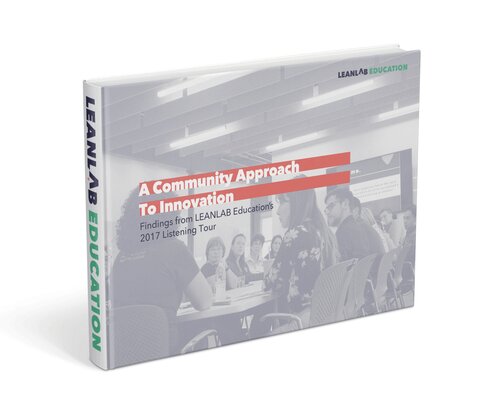 LEANLAB EDUCATION
LEANLAB EDUCATION
A Community Approach
To Innovation
Findings from LEANLAB Education's
2017 Listening Tour